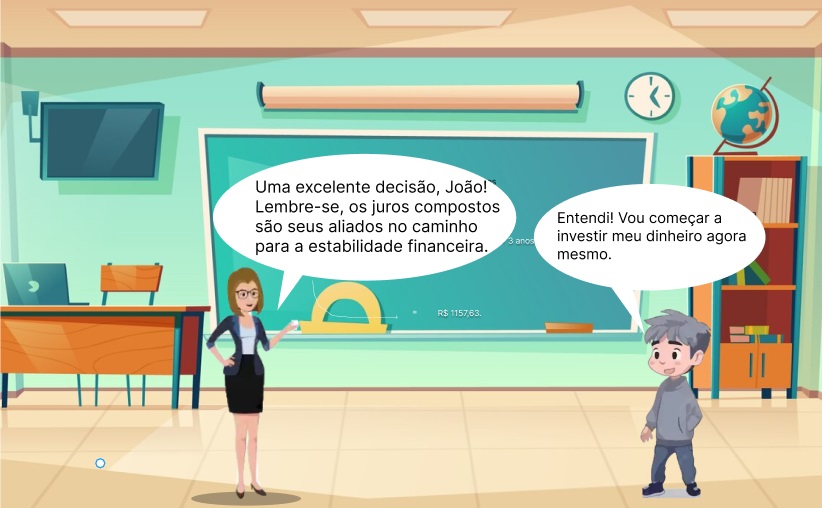 Uma excelente decisão, João!
Lembre-se, os juros compostos
são seus aliados no caminho
para a estabilidade financeira.
Entendi! Vou começar a
investir meu dinheiro agora
mesmo.
3 anos
= R$ 1157,63.